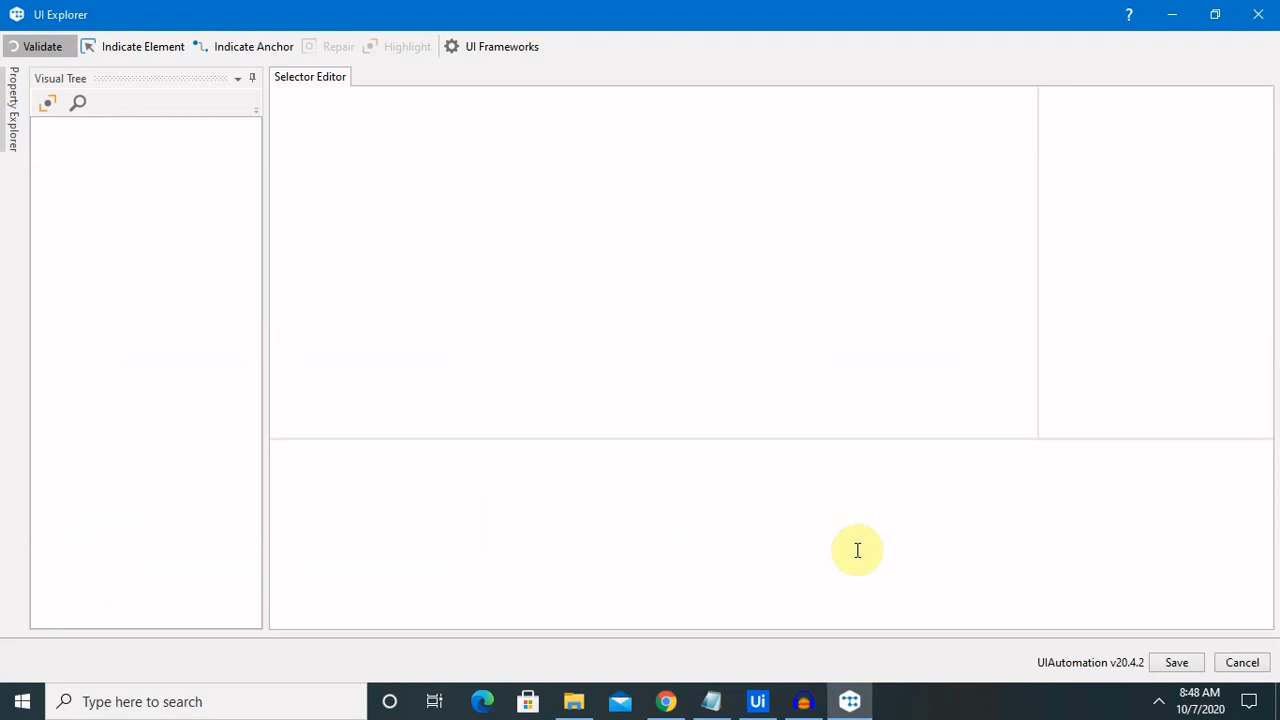 UI Explorer
?
Validate Indicate Element Indicate Anchor Repair Highlight UI Frameworks
Property Explorer
Visual Tree
Selector Editor
UIAutomation v20.4.2 Save Cancel
Type here to search
Ui
8:48 AM
10/7/2020